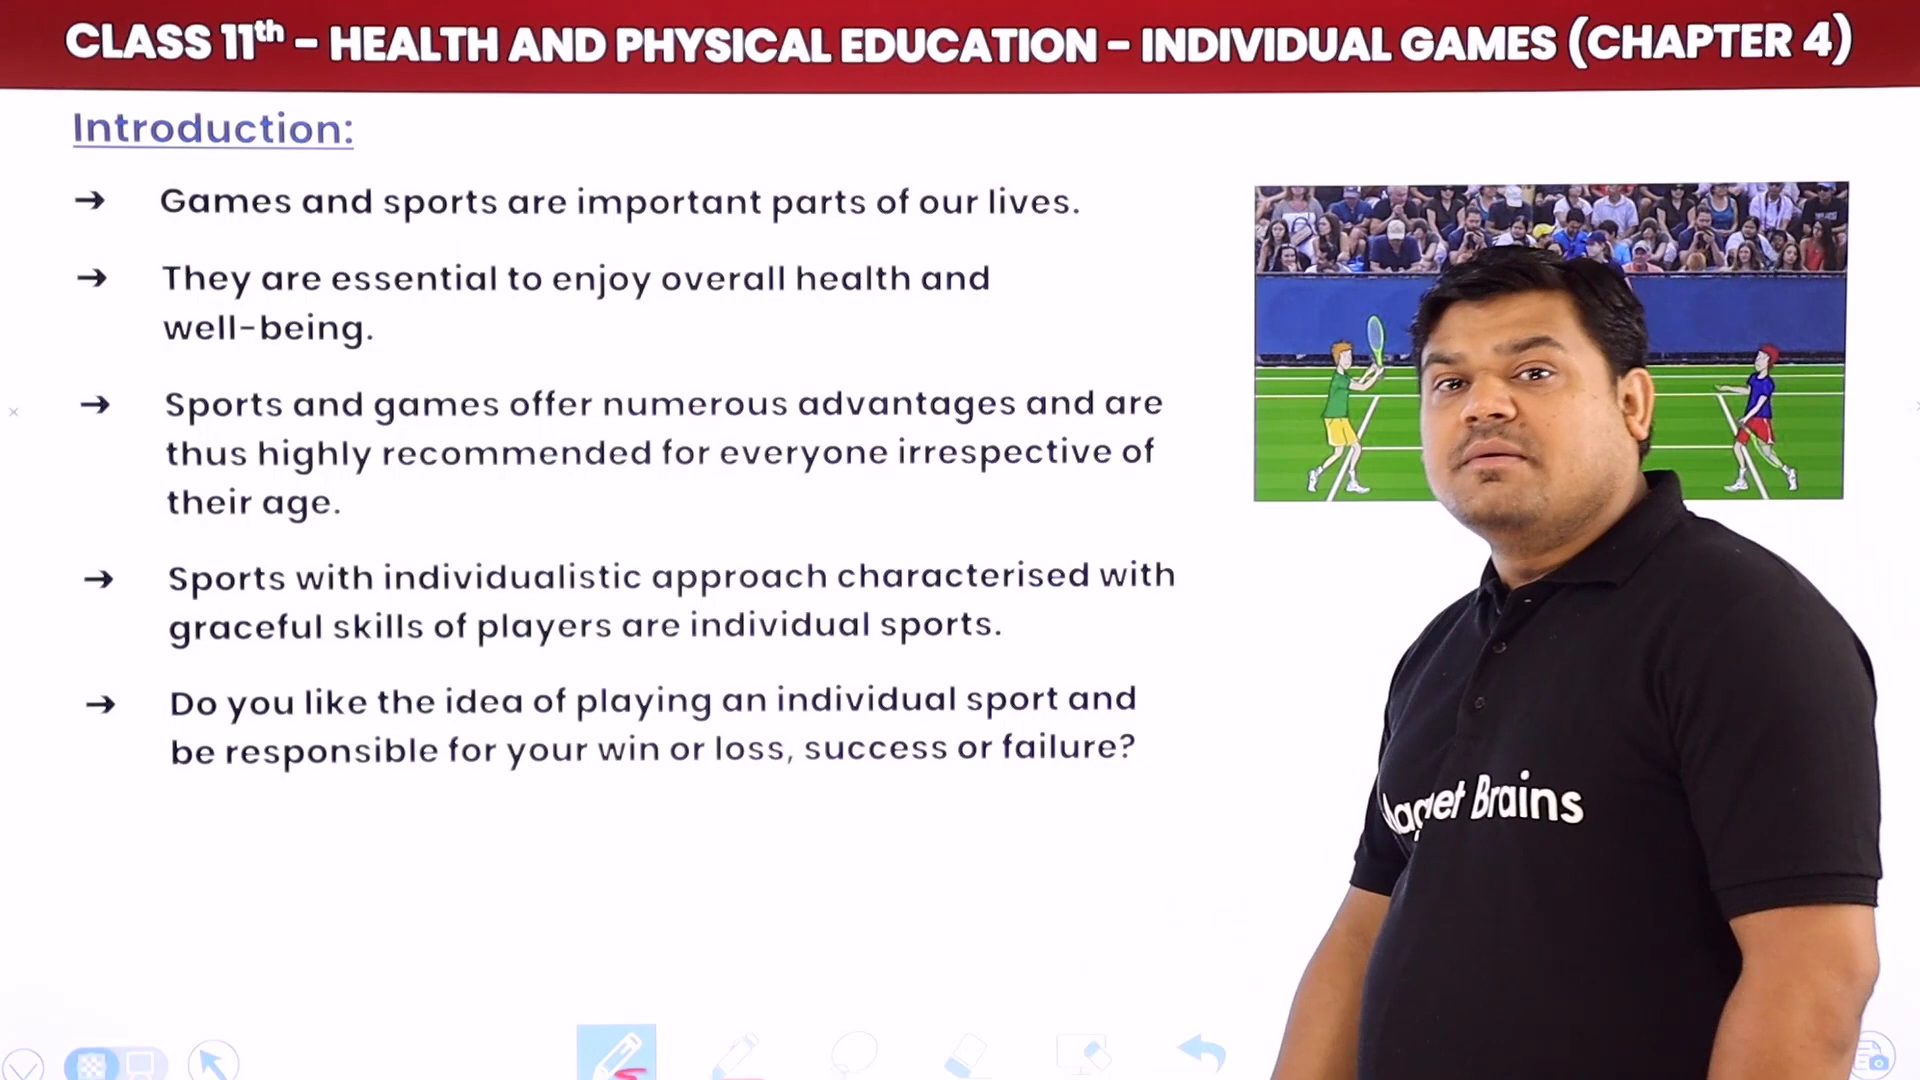 CLASS 11th - HEALTH AND PHYSICAL EDUCATION - INDIVIDUAL GAMES (CHAPTER 4)
Introduction:
→ Games and sports are important parts of our lives.
→ They are essential to enjoy overall health and
well-being.
→ Sports and games offer numerous advantages and are
thus highly recommended for everyone irrespective of
their age.
→ Sports with individualistic approach characterised with
graceful skills of players are individual sports.
→ Do you like the idea of playing an individual sport and
be responsible for your win or loss, success or failure?
Brains